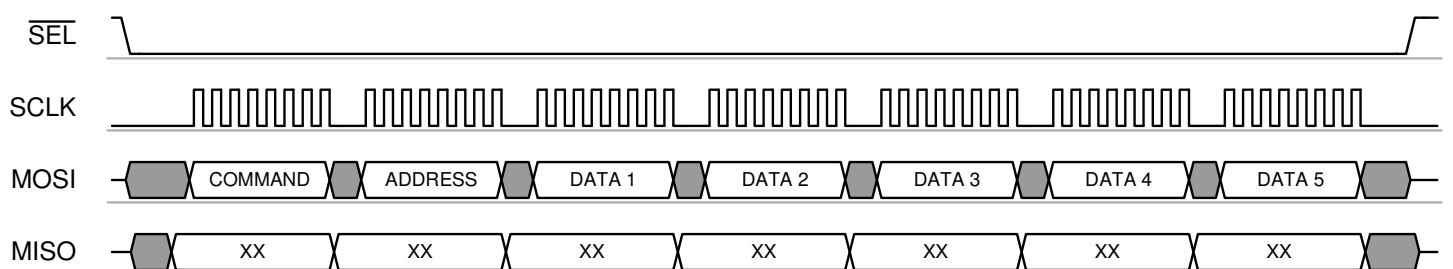 SEL
SCLK
MOSI COMMAND ADDRESS DATA 1 DATA 2 DATA 3 DATA 4 DATA 5
MISO XX XX XX XX XX XX XX